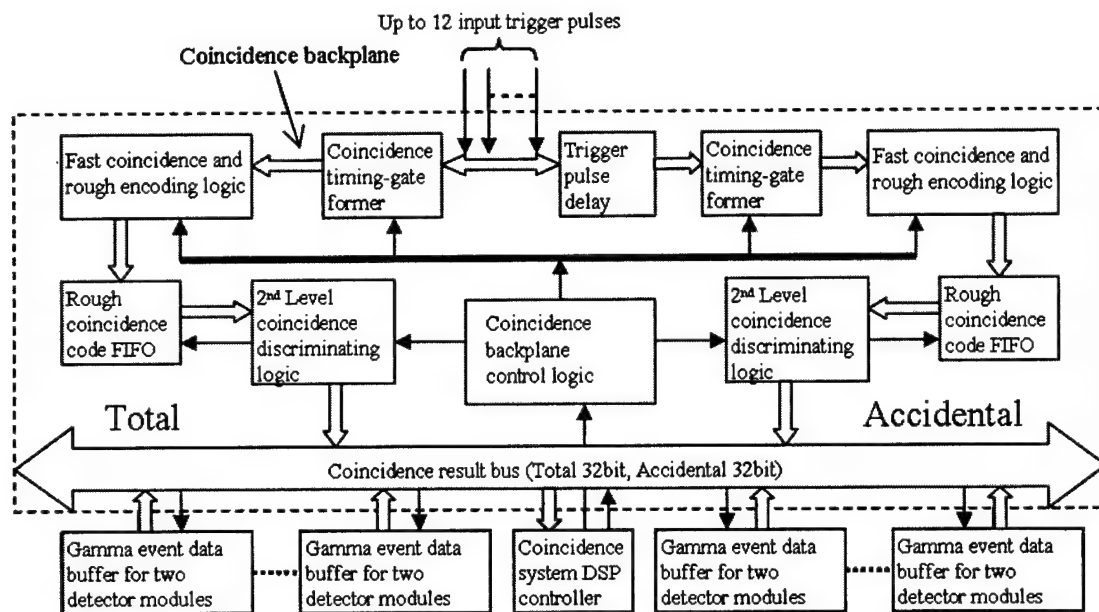 Up to 12 input trigger pulses
Coincidence backplane
Fast coincidence and
rough encoding logic
Coincidence
timing-gate
former
Trigger
pulse
delay
Coincidence
timing-gate
former
Fast coincidence and
rough encoding logic
Rough
coincidence
code FIFO
2nd Level
coincidence
discriminating
logic
Coincidence
backplane
control logic
2nd Level
coincidence
discriminating
logic
Rough
coincidence
code FIFO
Total
Accidental
Coincidence result bus (Total 32bit, Accidental 32bit)
Gamma event data
buffer for two
detector modules
Gamma event data
buffer for two
detector modules
Coincidence
system DSP
controller
Gamma event data
buffer for two
detector modules
Gamma event data
buffer for two
detector modules